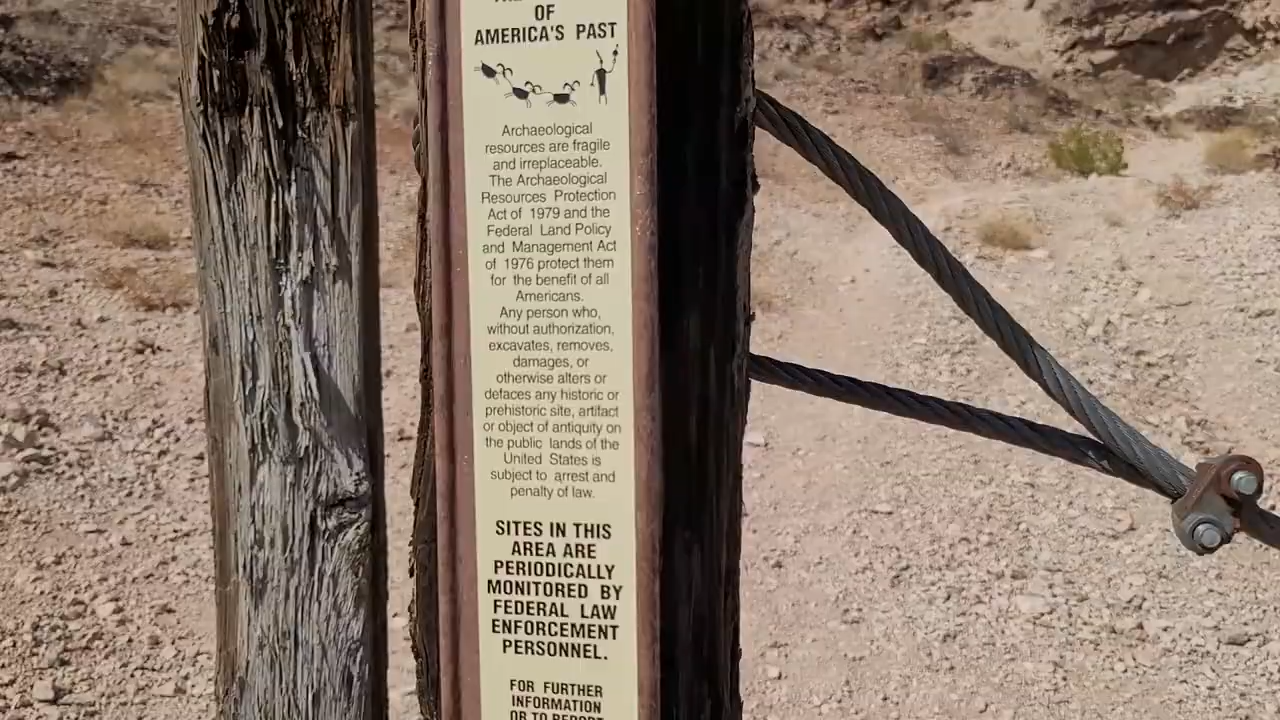 OF
AMERICA'S PAST
Archaeological
resources are fragile
and irreplaceable.
The Archaeological
Resources Protection
Act of 1979 and the
Federal Land Policy
and Management Act
of 1976 protect them
for the benefit of all
Americans.
Any person who,
without authorization,
excavates, removes,
damages, or
otherwise alters or
defaces any historic or
prehistoric site, artifact
or object of antiquity on
the public lands of the
United States is
subject to arrest and
penalty of law.
SITES IN THIS
AREA ARE
PERIODICALLY
MONITORED BY
FEDERAL LAW
ENFORCEMENT
PERSONNEL.
FOR FURTHER
INFORMATION
OR TO REPORT